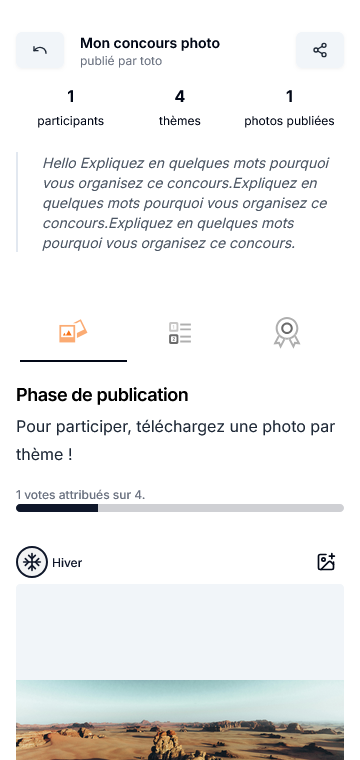 Mon concours photo
publié par toto
1 4 1
participants thèmes photos publiées
Hello Expliquez en quelques mots pourquoi
vous organisez ce concours.Expliquez en
quelques mots pourquoi vous organisez ce
concours.Expliquez en quelques mots
pourquoi vous organisez ce concours.
Phase de publication
Pour participer, téléchargez une photo par
thème !
1 votes attribués sur 4.
Hiver